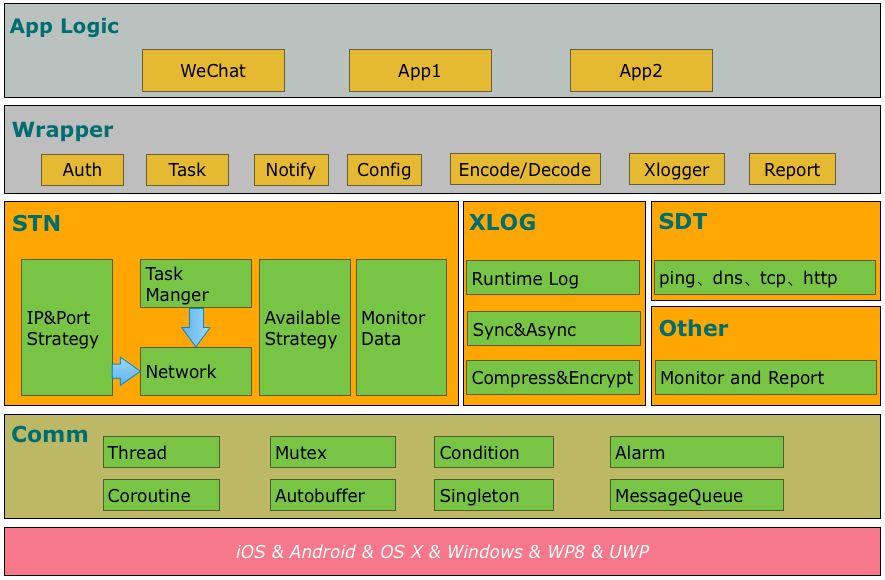 App Logic
WeChat
App1
App2
Wrapper
Auth
Task
Notify
Config
Encode/Decode
Xlogger
Report
STN
IP&Port
Strategy
Task
Manger
Network
Available
Strategy
Monitor
Data
XLOG
Runtime Log
Sync&Async
Compress&Encrypt
SDT
ping、dns、tcp、http
Other
Monitor and Report
Comm
Thread
Mutex
Condition
Alarm
Coroutine
Autobuffer
Singleton
MessageQueue
iOS & Android & OS X & Windows & WP8 & UWP